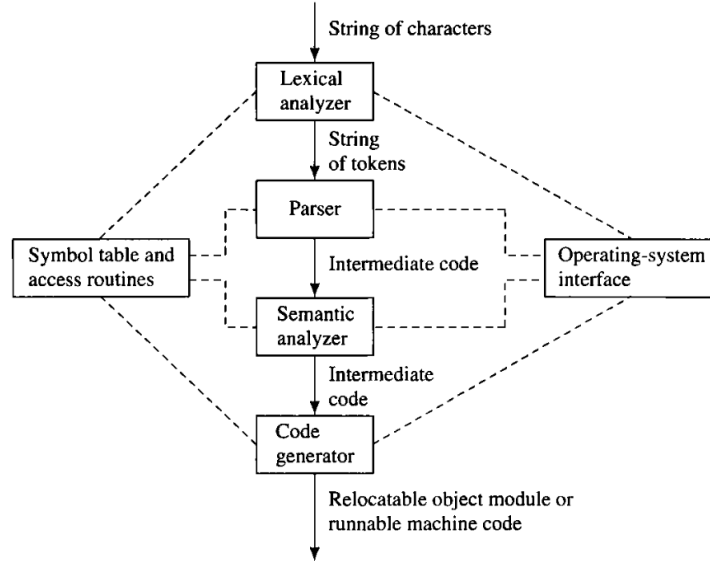 String of characters
Lexical
analyzer
String
of tokens
Parser
Symbol table and
access routines
Operating-system
interface
Intermediate code
Semantic
analyzer
Intermediate
code
Code
generator
Relocatable object module or
runnable machine code